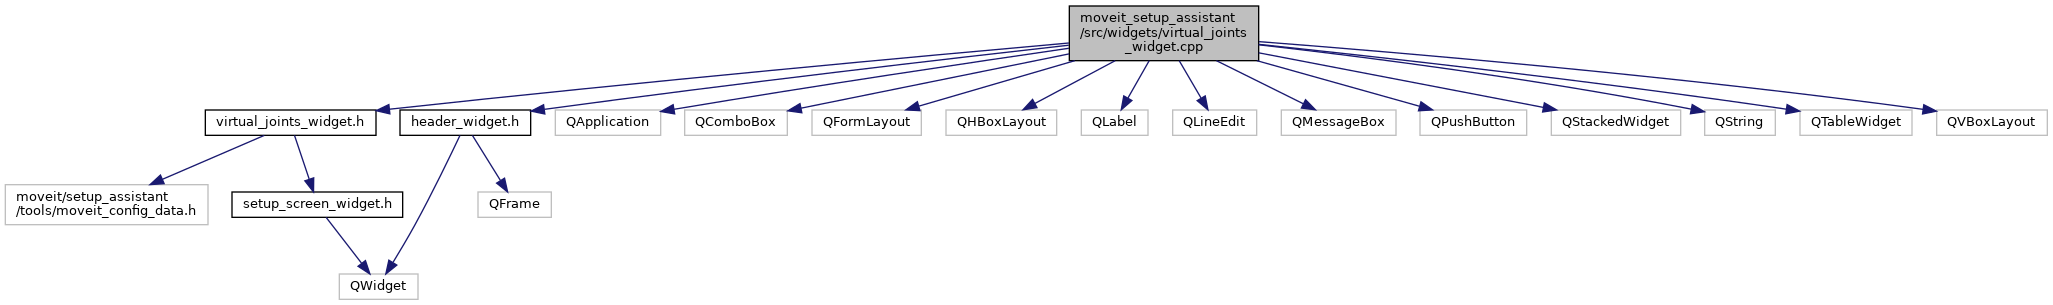 moveit_setup_assistant
/src/widgets/virtual_joints
_widget.cpp
virtual_joints_widget.h
header_widget.h
QApplication
QComboBox
QFormLayout
QHBoxLayout
QLabel
QLineEdit
QMessageBox
QPushButton
QStackedWidget
QString
QTableWidget
QVBoxLayout
moveit/setup_assistant
/tools/moveit_config_data.h
setup_screen_widget.h
QFrame
QWidget